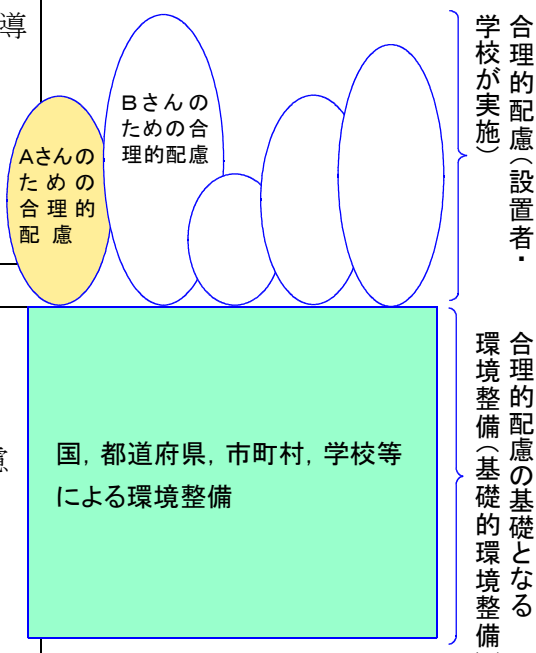 導
Aさんの
ための
合理的
配慮
Bさんの
ための合
理的配慮
合理的配慮(設置者・
学校が実施)
国,都道府県,市町村,学校等
による環境整備
合理的配慮の基礎となる
環境整備(基礎的環境整備